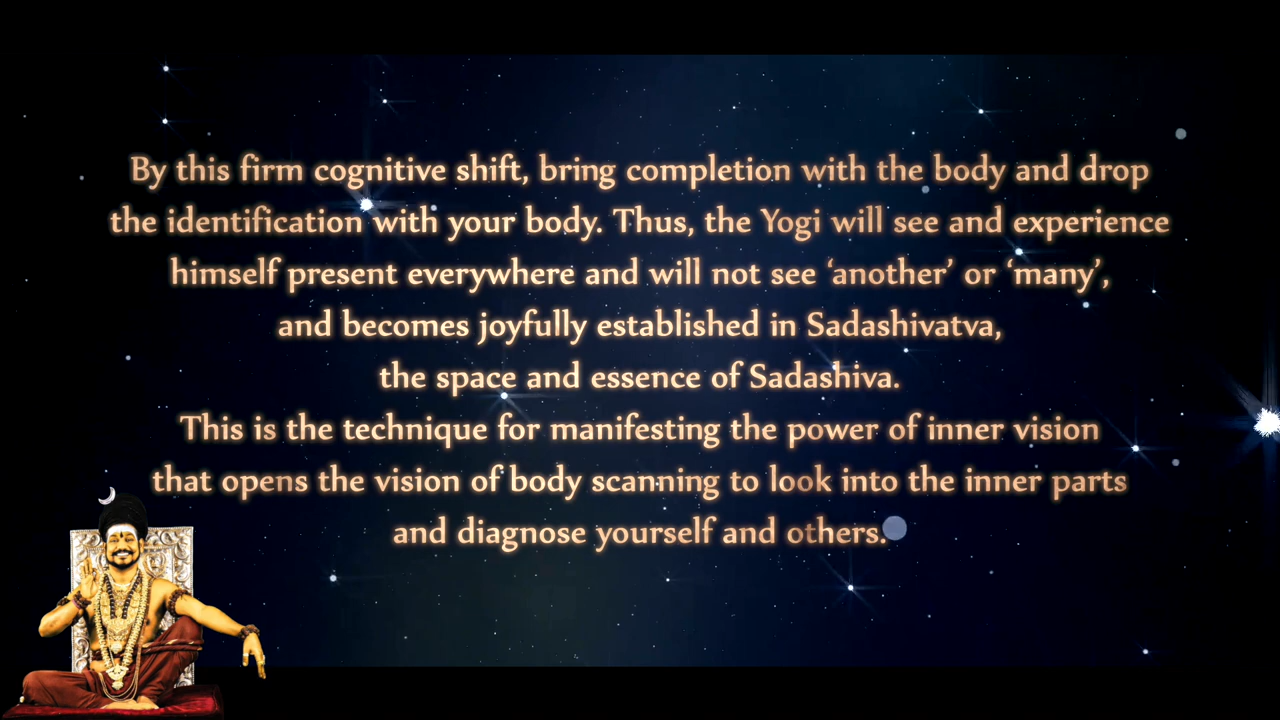 By this firm cognitive shift, bring completion with the body and drop
the identification with your body. Thus, the Yogi will see and experience
himself present everywhere and will not see ‘another’ or ‘many’,
and becomes joyfully established in Sadashivatva,
the space and essence of Sadashiva.
This is the technique for manifesting the power of inner vision
that opens the vision of body scanning to look into the inner parts
and diagnose yourself and others.